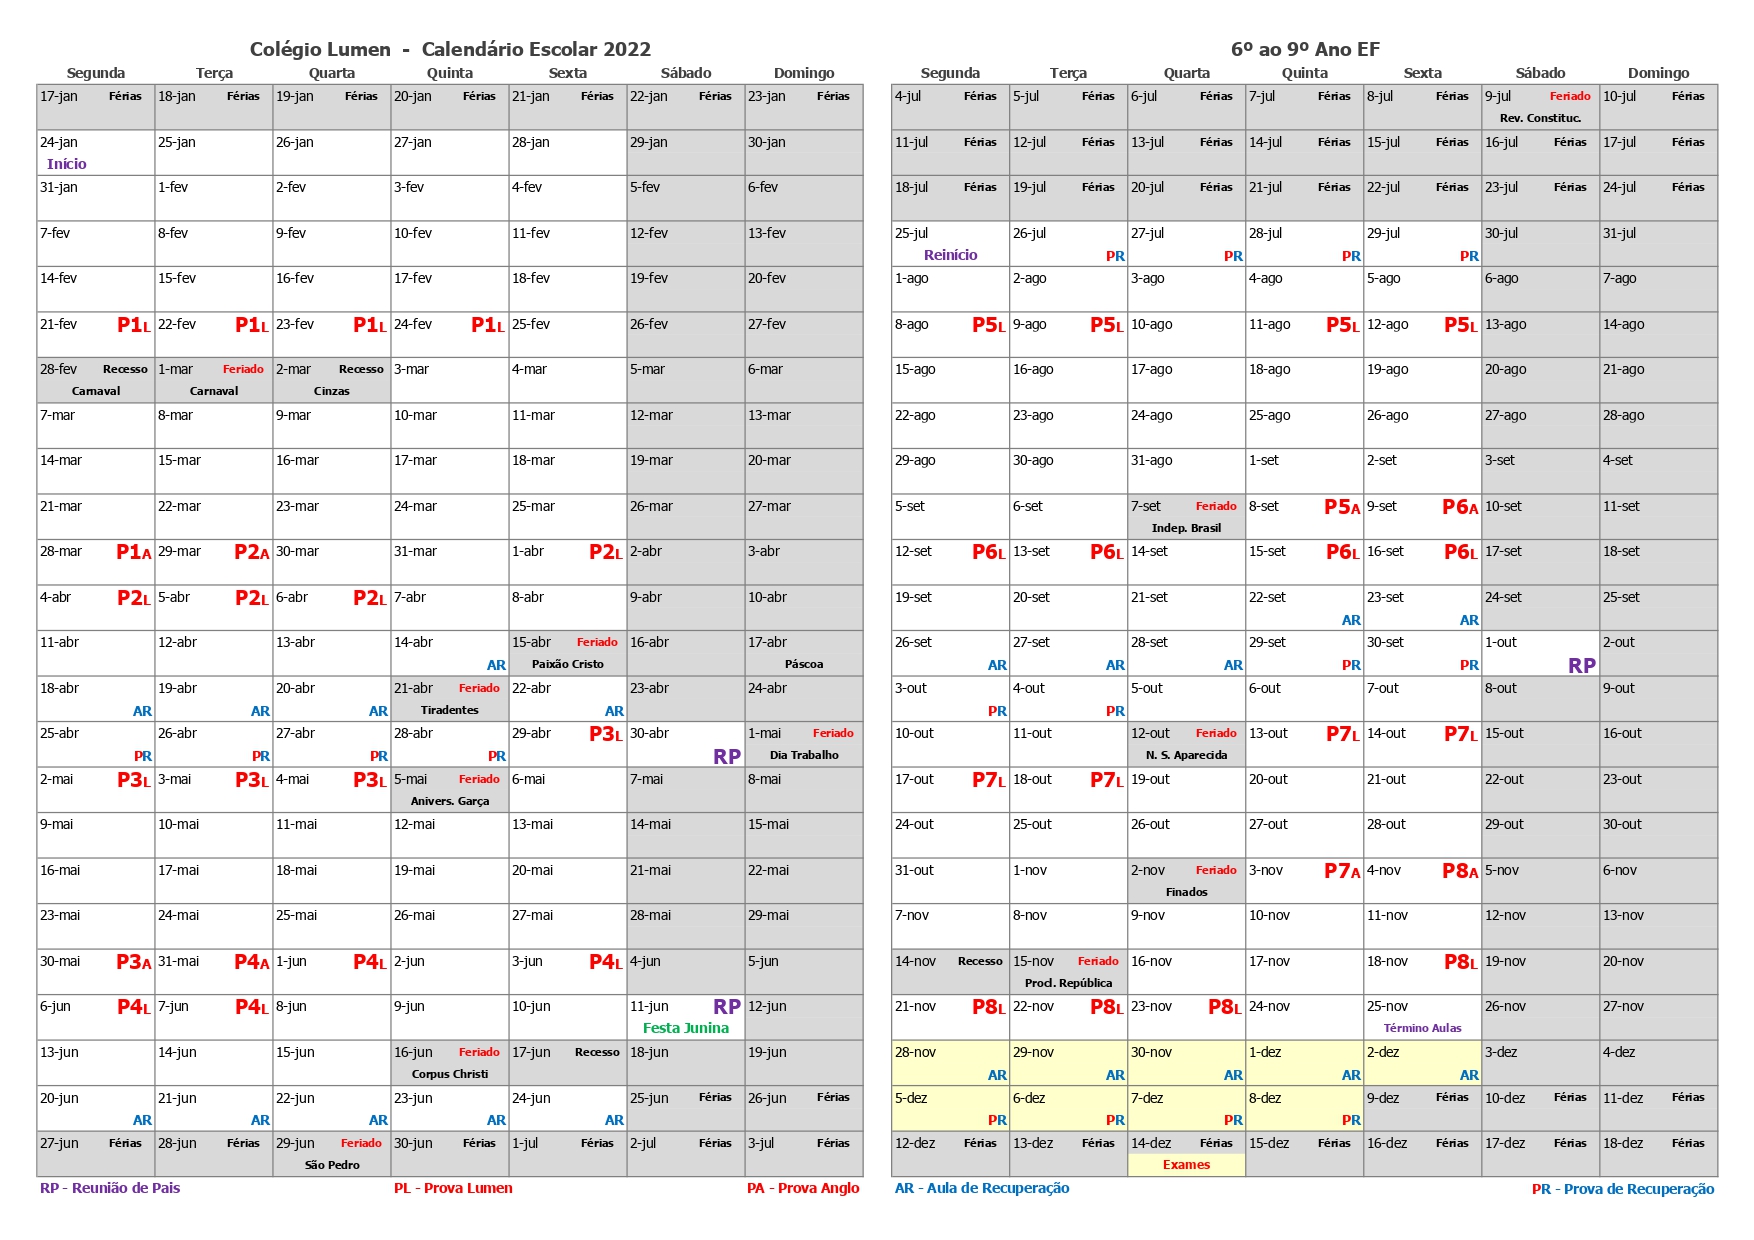 Colégio Lumen - Calendário Escolar 2022
Segunda Terça Quarta Quinta Sexta Sábado Domingo
17-jan Férias 18-jan Férias 19-jan Férias 20-jan Férias 21-jan Férias 22-jan Férias 23-jan Férias
24-jan 25-jan 26-jan 27-jan 28-jan 29-jan 30-jan
Início
31-jan 1-fev 2-fev 3-fev 4-fev 5-fev 6-fev
7-fev 8-fev 9-fev 10-fev 11-fev 12-fev 13-fev
14-fev 15-fev 16-fev 17-fev 18-fev 19-fev 20-fev
21-fev P1L 22-fev P1L 23-fev P1L 24-fev P1L 25-fev 26-fev 27-fev
28-fev Recesso 1-mar Feriado 2-mar Recesso 3-mar 4-mar 5-mar 6-mar
Carnaval Carnaval Cinzas
7-mar 8-mar 9-mar 10-mar 11-mar 12-mar 13-mar
14-mar 15-mar 16-mar 17-mar 18-mar 19-mar 20-mar
21-mar 22-mar 23-mar 24-mar 25-mar 26-mar 27-mar
28-mar P1A 29-mar P2A 30-mar 31-mar 1-abr P2L 2-abr 3-abr
4-abr P2L 5-abr P2L 6-abr P2L 7-abr 8-abr 9-abr 10-abr
11-abr 12-abr 13-abr 14-abr 15-abr Feriado 16-abr 17-abr
AR Paixão Cristo Páscoa
18-abr 19-abr 20-abr 21-abr Feriado 22-abr 23-abr 24-abr
AR AR AR Tiradentes AR
25-abr 26-abr 27-abr 28-abr 29-abr P3L 30-abr 1-mai Feriado
PR PR PR PR RP Dia Trabalho
2-mai P3L 3-mai P3L 4-mai P3L 5-mai Feriado 6-mai 7-mai 8-mai
Anivers. Garça
9-mai 10-mai 11-mai 12-mai 13-mai 14-mai 15-mai
16-mai 17-mai 18-mai 19-mai 20-mai 21-mai 22-mai
23-mai 24-mai 25-mai 26-mai 27-mai 28-mai 29-mai
30-mai P3A 31-mai P4A 1-jun P4L 2-jun 3-jun P4L 4-jun 5-jun
6-jun P4L 7-jun P4L 8-jun 9-jun 10-jun 11-jun RP 12-jun
Festa Junina
13-jun 14-jun 15-jun 16-jun Feriado 17-jun Recesso 18-jun 19-jun
Corpus Christi
20-jun 21-jun 22-jun 23-jun 24-jun 25-jun Férias 26-jun Férias
AR AR AR AR AR
27-jun Férias 28-jun Férias 29-jun Feriado 30-jun Férias 1-jul Férias 2-jul Férias 3-jul Férias
São Pedro
RP - Reunião de Pais PL - Prova Lumen PA - Prova Anglo
6º ao 9º Ano EF
Segunda Terça Quarta Quinta Sexta Sábado Domingo
4-jul Férias 5-jul Férias 6-jul Férias 7-jul Férias 8-jul Férias 9-jul Feriado 10-jul Férias
Rev. Constituc.
11-jul Férias 12-jul Férias 13-jul Férias 14-jul Férias 15-jul Férias 16-jul Férias 17-jul Férias
18-jul Férias 19-jul Férias 20-jul Férias 21-jul Férias 22-jul Férias 23-jul Férias 24-jul Férias
25-jul 26-jul 27-jul 28-jul 29-jul 30-jul 31-jul
Reinício PR PR PR PR
1-ago 2-ago 3-ago 4-ago 5-ago 6-ago 7-ago
8-ago P5L 9-ago P5L 10-ago 11-ago P5L 12-ago P5L 13-ago 14-ago
15-ago 16-ago 17-ago 18-ago 19-ago 20-ago 21-ago
22-ago 23-ago 24-ago 25-ago 26-ago 27-ago 28-ago
29-ago 30-ago 31-ago 1-set 2-set 3-set 4-set
5-set 6-set 7-set Feriado 8-set P5A 9-set P6A 10-set 11-set
Indep. Brasil
12-set P6L 13-set P6L 14-set 15-set P6L 16-set P6L 17-set 18-set
19-set 20-set 21-set 22-set 23-set 24-set 25-set
AR AR
26-set 27-set 28-set 29-set 30-set 1-out 2-out
AR AR AR PR PR RP
3-out 4-out 5-out 6-out 7-out 8-out 9-out
PR PR
10-out 11-out 12-out Feriado 13-out P7L 14-out P7L 15-out 16-out
N. S. Aparecida
17-out P7L 18-out P7L 19-out 20-out 21-out 22-out 23-out
24-out 25-out 26-out 27-out 28-out 29-out 30-out
31-out 1-nov 2-nov Feriado 3-nov P7A 4-nov P8A 5-nov 6-nov
Finados
7-nov 8-nov 9-nov 10-nov 11-nov 12-nov 13-nov
14-nov Recesso 15-nov Feriado 16-nov 17-nov 18-nov P8L 19-nov 20-nov
Procl. República
21-nov P8L 22-nov P8L 23-nov P8L 24-nov 25-nov 26-nov 27-nov
Término Aulas
28-nov 29-nov 30-nov 1-dez 2-dez 3-dez 4-dez
AR AR AR AR AR
5-dez 6-dez 7-dez 8-dez 9-dez Férias 10-dez Férias 11-dez Férias
PR PR PR PR
12-dez Férias 13-dez Férias 14-dez Férias 15-dez Férias 16-dez Férias 17-dez Férias 18-dez Férias
Exames
AR - Aula de Recuperação PR - Prova de Recuperação